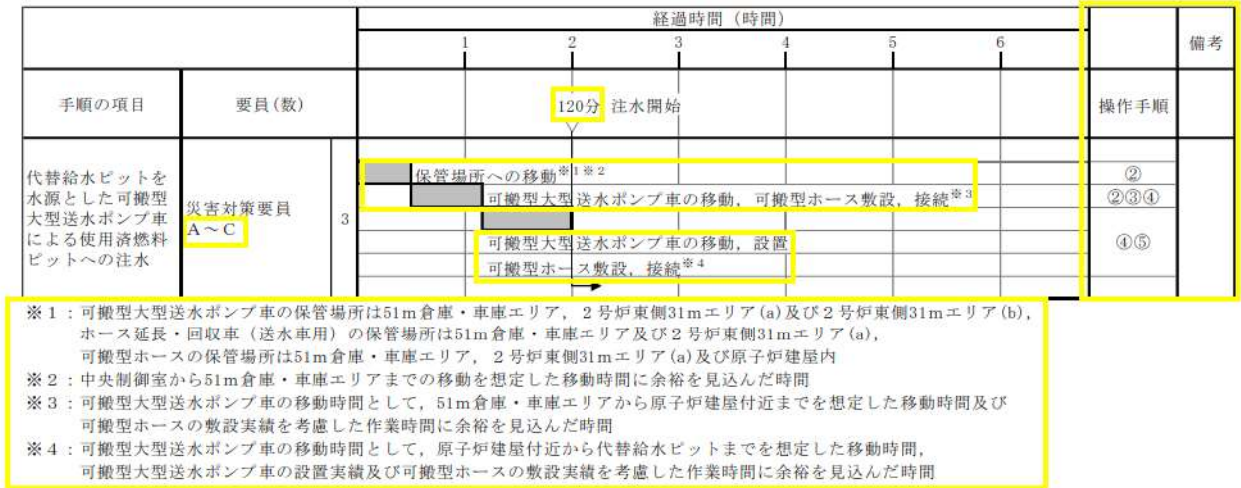 経過時間（時間）
1 2 3 4 5 6
備考
手順の項目 要員(数) 操作手順
120分 注水開始
代替給水ピットを
水源とした可搬型
大型送水ポンプ車
による使用済燃料
ピットへの注水
災害対策要員
A～C
3
保管場所への移動※1※2 ②
可搬型大型送水ポンプ車の移動，可搬型ホース敷設，接続※3 ②③④
可搬型大型送水ポンプ車の移動，設置 ④⑤
可搬型ホース敷設，接続※4
※１：可搬型大型送水ポンプ車の保管場所は51m倉庫・車庫エリア，２号炉東側31mエリア(a)及び２号炉東側31mエリア(b)，
ホース延長・回収車（送水車用）の保管場所は51m倉庫・車庫エリア及び２号炉東側31mエリア(a)，
可搬型ホースの保管場所は51m倉庫・車庫エリア，２号炉東側31mエリア(a)及び原子炉建屋内
※２：中央制御室から51m倉庫・車庫エリアまでの移動を想定した移動時間に余裕を見込んだ時間
※３：可搬型大型送水ポンプ車の移動時間として，51m倉庫・車庫エリアから原子炉建屋付近までを想定した移動時間及び
可搬型ホースの敷設実績を考慮した作業時間に余裕を見込んだ時間
※４：可搬型大型送水ポンプ車の移動時間として，原子炉建屋付近から代替給水ピットまでを想定した移動時間，
可搬型大型送水ポンプ車の設置実績及び可搬型ホースの敷設実績を考慮した作業時間に余裕を見込んだ時間